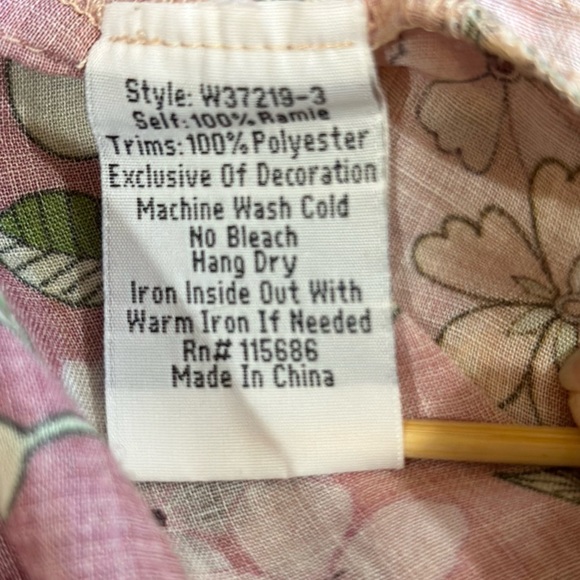 Style: W37219-3
Self:100% Ramie
Trims:100% Polyester
Exclusive Of Decoration
Machine Wash Cold
No Bleach
Hang Dry
Iron Inside Out With
Warm Iron If Needed
Rn# 115686
Made In China